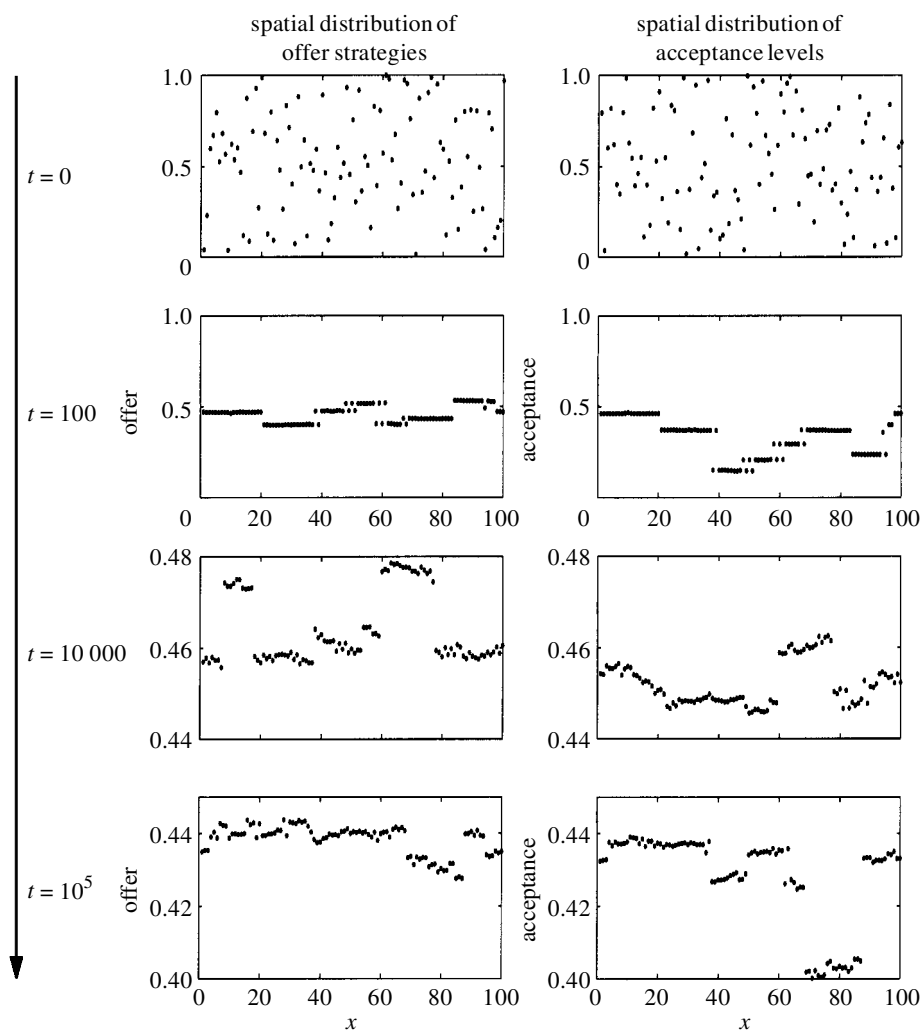 spatial distribution of
offer strategies
spatial distribution of
acceptance levels
t = 0
1.0
0.5
0
1.0
0.5
0
t = 100
offer
1.0
0.5
0 20 40 60 80 100
acceptance
1.0
0.5
0 20 40 60 80 100
t = 10 000
0.48
0.46
0.44
0.48
0.46
0.44
t = 10⁵
offer
0.44
0.42
0.40
0 20 40 60 80 100
x
acceptance
0.44
0.42
0.40
0 20 40 60 80 100
x